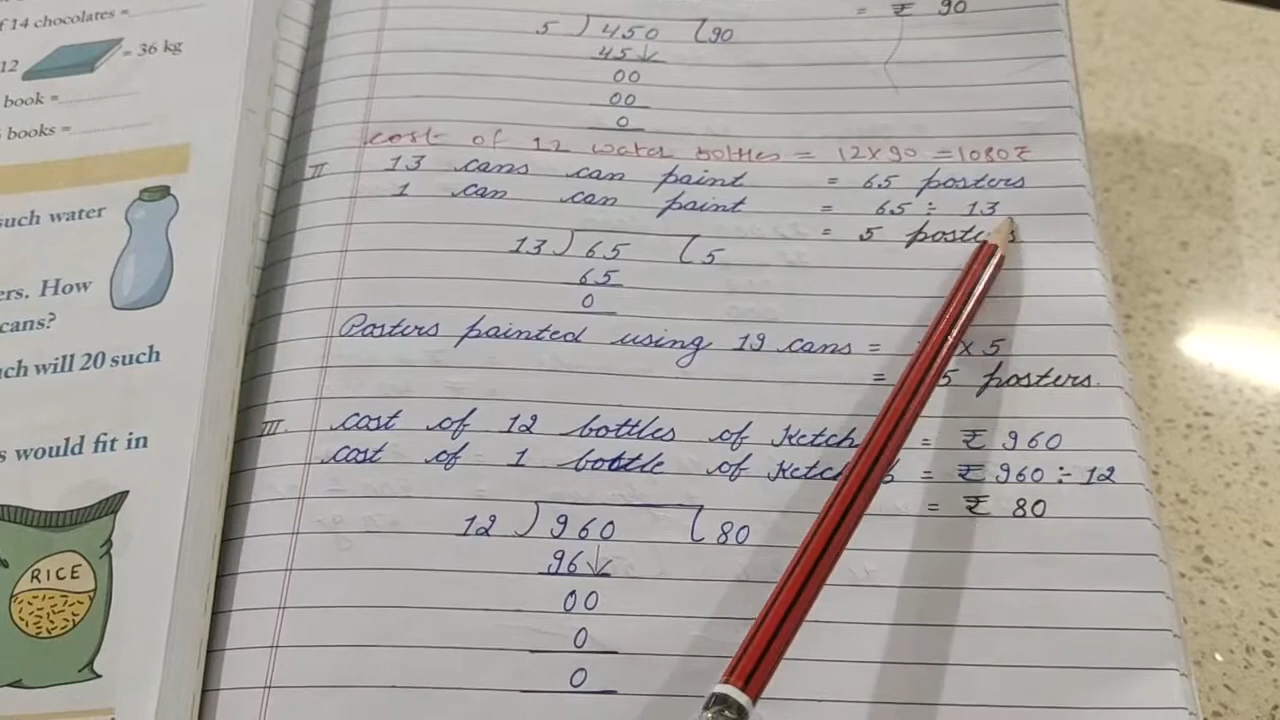 f 14 chocolates =
12 = 36 kg
book =
books =
such water
ers. How
cans?
ch will 20 such
s would fit in
RICE
= ₹ 90
5 ) 450 ( 90
45↓
00
00
0
cost of 12 water bottles = 12×90 = 1080₹
II 13 cans can paint = 65 posters
1 can can paint = 65 ÷ 13
= 5 posters
13 ) 65 ( 5
65
0
Posters painted using 19 cans = × 5
= 5 posters.
III. cost of 12 bottles of Ketch = ₹ 960
cost of 1 bottle of Ketch = ₹ 960 ÷ 12
= ₹ 80
12 ) 960 ( 80
96↓
00
0
0